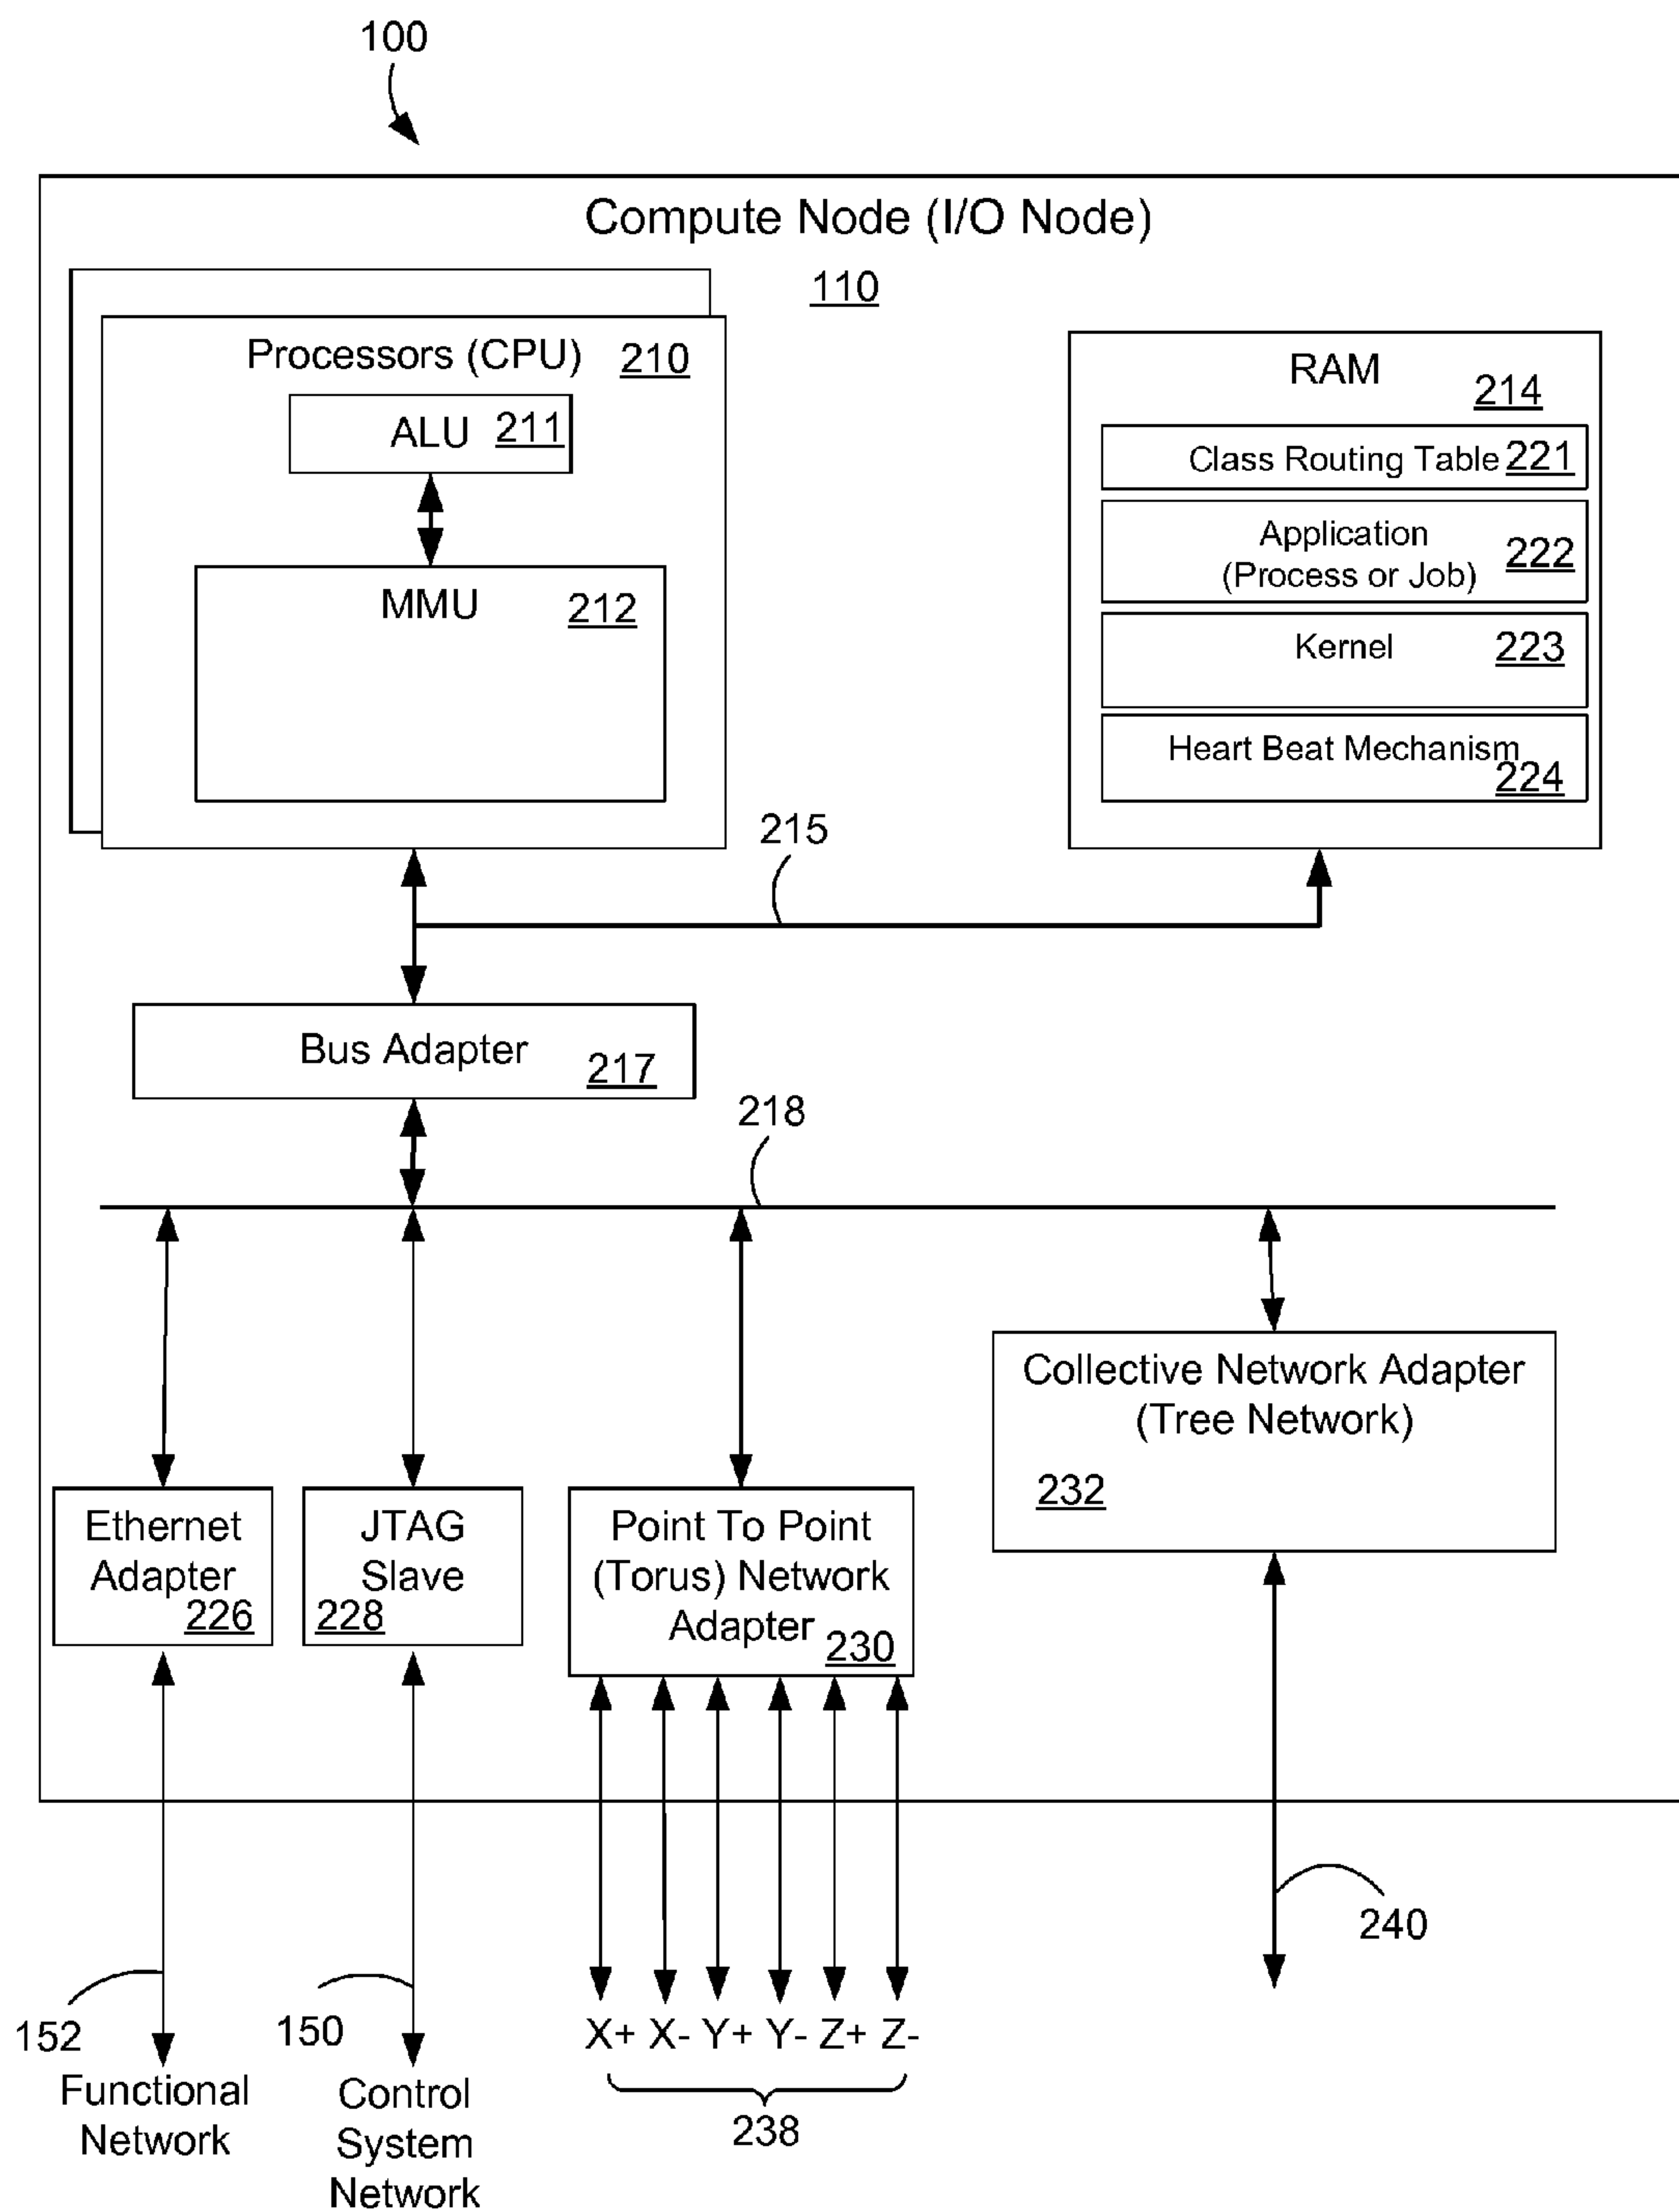 100
Compute Node (I/O Node)
110
Processors (CPU) 210
ALU 211
MMU 212
RAM
214
Class Routing Table 221
Application
(Process or Job)
222
Kernel 223
Heart Beat Mechanism
224
215
Bus Adapter 217
218
Collective Network Adapter
(Tree Network)
232
Ethernet
Adapter
226
JTAG
Slave
228
Point To Point
(Torus) Network
Adapter 230
240
152
150
X+ X- Y+ Y- Z+ Z-
238
Functional
Network
Control
System
Network